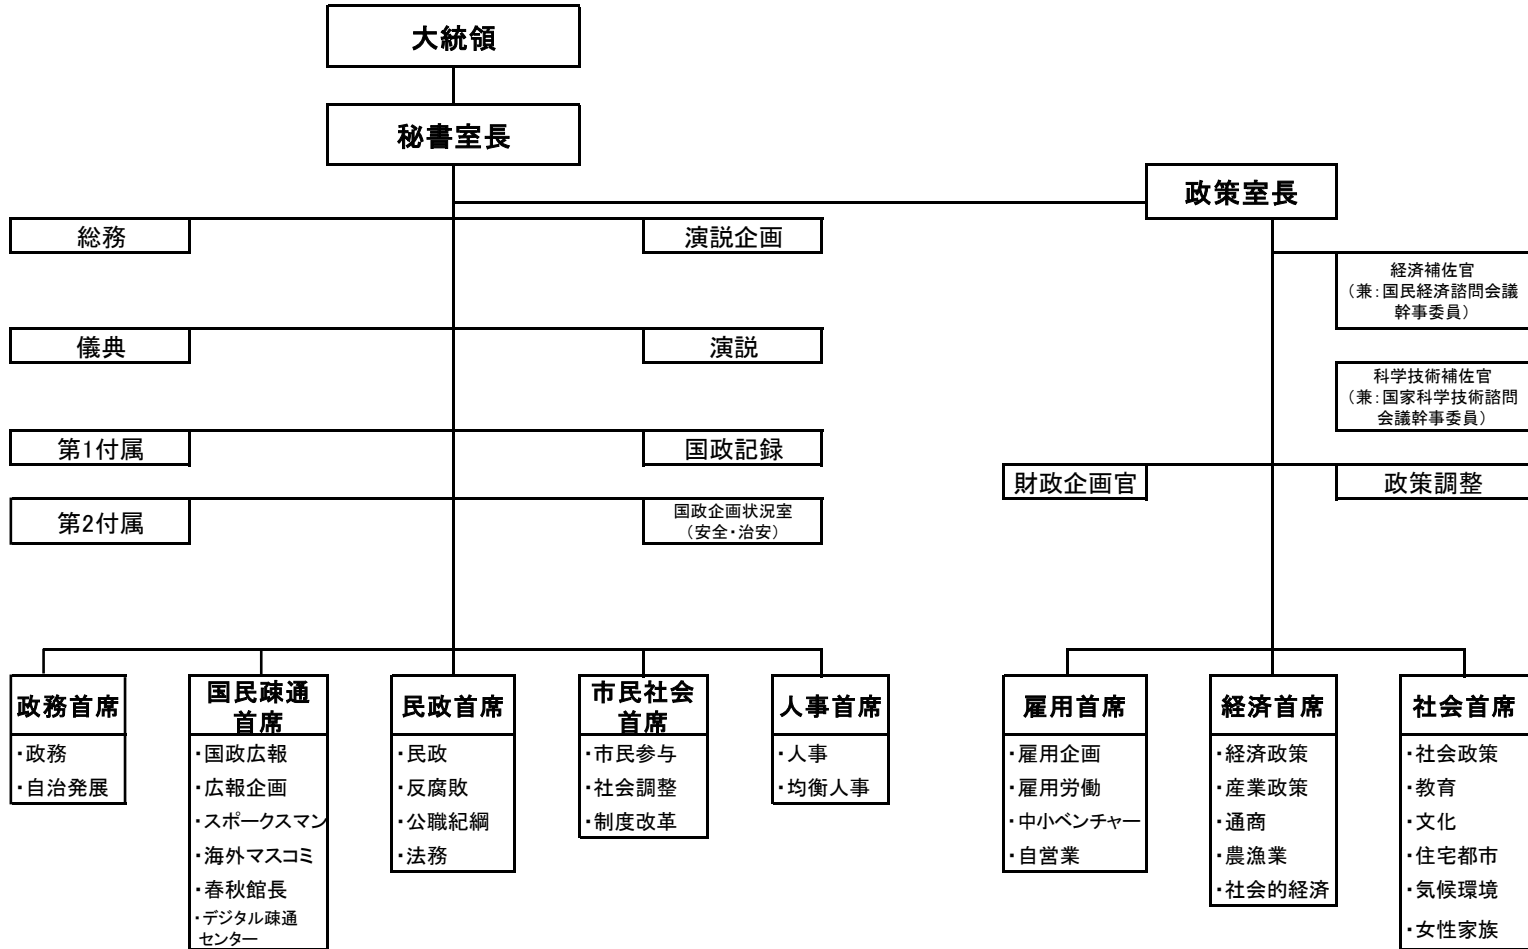 大統領
秘書室長
政策室長
総務
演説企画
経済補佐官
（兼：国民経済諮問会議
幹事委員）
儀典
演説
科学技術補佐官
（兼：国家科学技術諮問
会議幹事委員）
第1付属
国政記録
財政企画官
政策調整
第2付属
国政企画状況室
（安全・治安）
政務首席
・政務
・自治発展
国民疎通
首席
・国政広報
・広報企画
・スポークスマン
・海外マスコミ
・春秋館長
・デジタル疎通
センター
民政首席
・民政
・反腐敗
・公職紀綱
・法務
市民社会
首席
・市民参与
・社会調整
・制度改革
人事首席
・人事
・均衡人事
雇用首席
・雇用企画
・雇用労働
・中小ベンチャー
・自営業
経済首席
・経済政策
・産業政策
・通商
・農漁業
・社会的経済
社会首席
・社会政策
・教育
・文化
・住宅都市
・気候環境
・女性家族